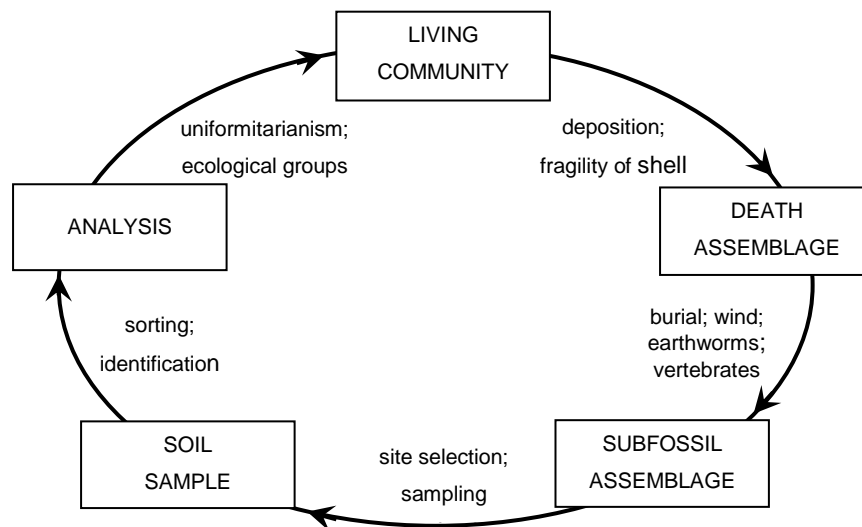 LIVING
COMMUNITY
deposition;
fragility of shell
DEATH
ASSEMBLAGE
burial; wind;
earthworms;
vertebrates
SUBFOSSIL
ASSEMBLAGE
site selection;
sampling
SOIL
SAMPLE
sorting;
identification
ANALYSIS
uniformitarianism;
ecological groups